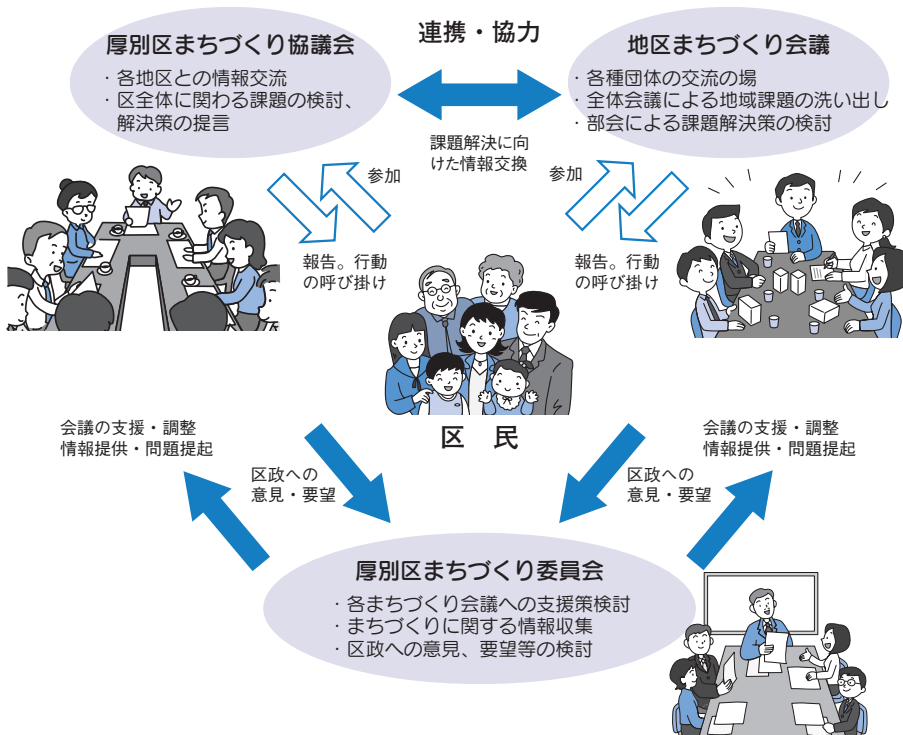 厚別区まちづくり協議会
・各地区との情報交流
・区全体に関わる課題の検討、
解決策の提言
連携・協力
課題解決に向
けた情報交換
地区まちづくり会議
・各種団体の交流の場
・全体会議による地域課題の洗い出し
・部会による課題解決策の検討
参加
報告。行動
の呼び掛け
参加
報告。行動
の呼び掛け
区 民
会議の支援・調整
情報提供・問題提起
区政への
意見・要望
区政への
意見・要望
会議の支援・調整
情報提供・問題提起
厚別区まちづくり委員会
・各まちづくり会議への支援策検討
・まちづくりに関する情報収集
・区政への意見、要望等の検討